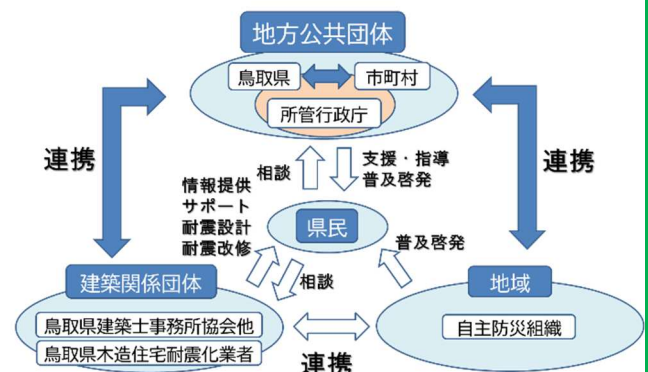 地方公共団体
鳥取県
市町村
所管行政庁
連携
連携
相談
支援・指導
普及啓発
情報提供
サポート
耐震設計
耐震改修
県民
普及啓発
相談
建築関係団体
地域
鳥取県建築士事務所協会他
鳥取県木造住宅耐震化業者
自主防災組織
連携